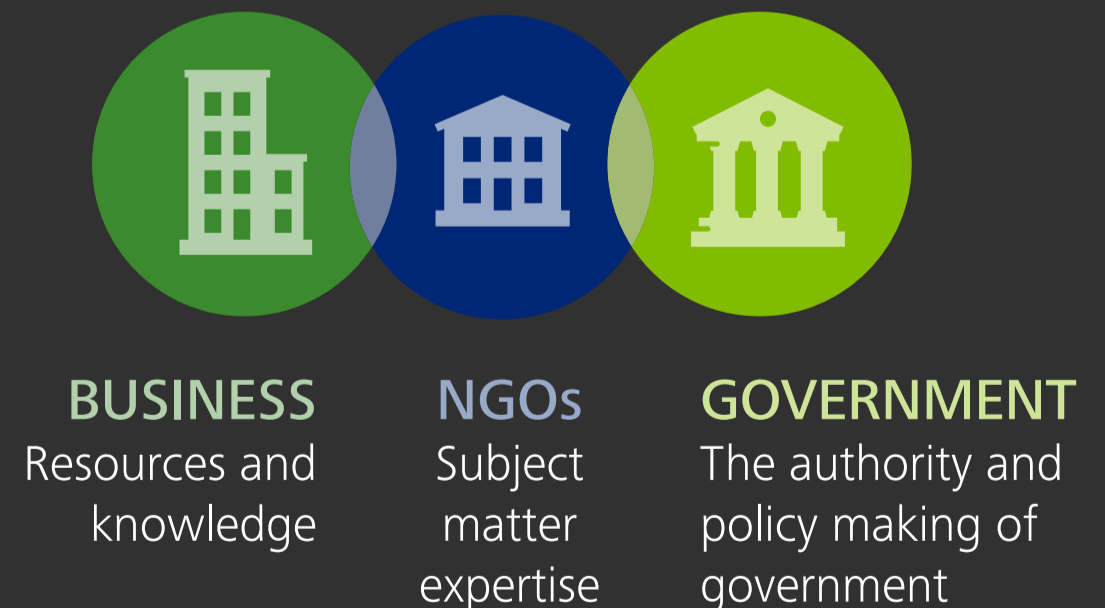 BUSINESS
Resources and
knowledge
NGOs
Subject
matter
expertise
GOVERNMENT
The authority and
policy making of
government